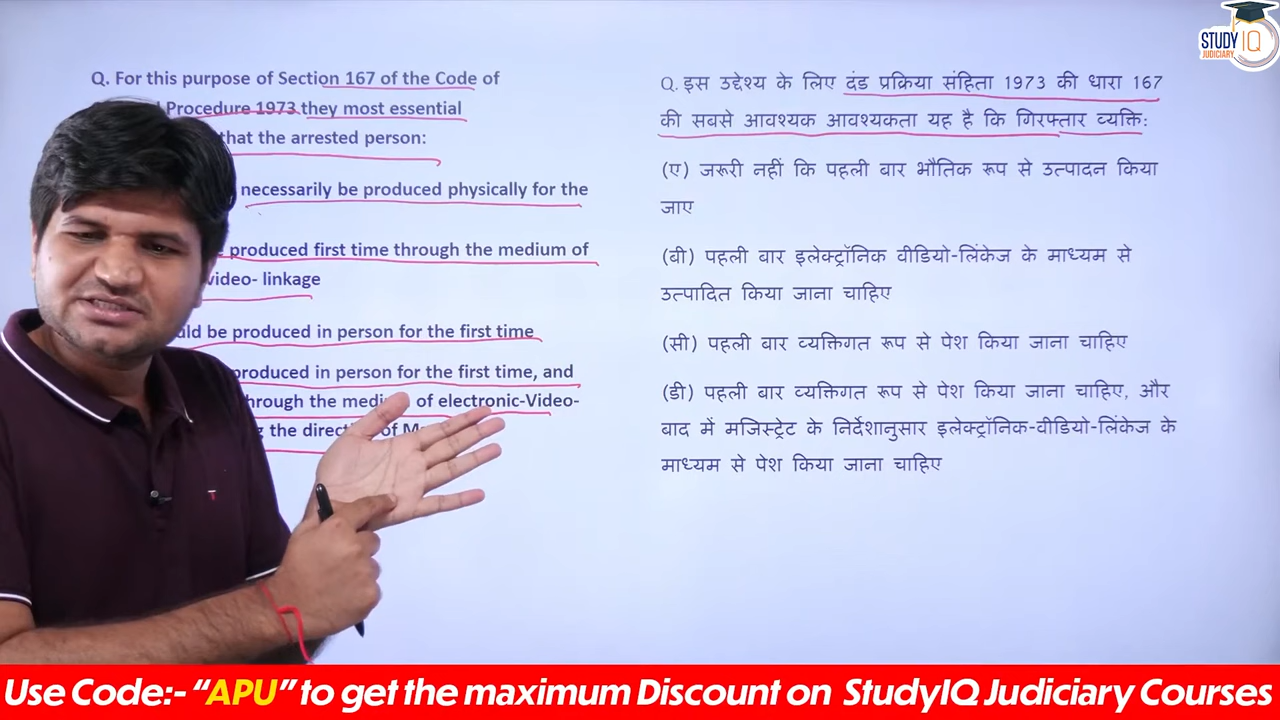 Q. For this purpose of Section 167 of the Code of
Procedure 1973 they most essential
that the arrested person:
necessarily be produced physically for the
produced first time through the medium of
video- linkage
be produced in person for the first time
produced in person for the first time, and
through the of electronic-Video-
the of
Q. इस उद्देश्य के लिए दंड प्रक्रिया संहिता 1973 की धारा 167
की सबसे आवश्यक आवश्यकता यह है कि गिरफ्तार व्यक्ति:
(ए) जरूरी नहीं कि पहली बार भौतिक रूप से उत्पादन किया
जाए
(बी) पहली बार इलेक्ट्रॉनिक वीडियो-लिंकेज के माध्यम से
उत्पादित किया जाना चाहिए
(सी) पहली बार व्यक्तिगत रूप से पेश किया जाना चाहिए
(डी) पहली बार व्यक्तिगत रूप से पेश किया जाना चाहिए, और
बाद में मजिस्ट्रेट के निर्देशानुसार इलेक्ट्रॉनिक-वीडियो-लिंकेज के
माध्यम से पेश किया जाना चाहिए
STUDY IQ
JUDICIARY
Use Code:- “APU” to get the maximum Discount on StudyIQ Judiciary Courses